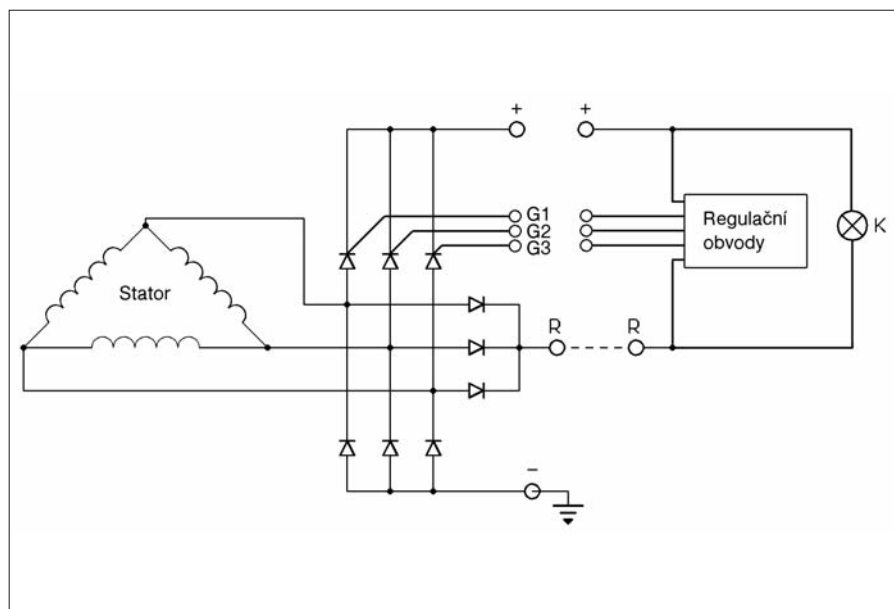 + +
G1
G2
G3
Regulační
obvody
K
Stator
R R
−